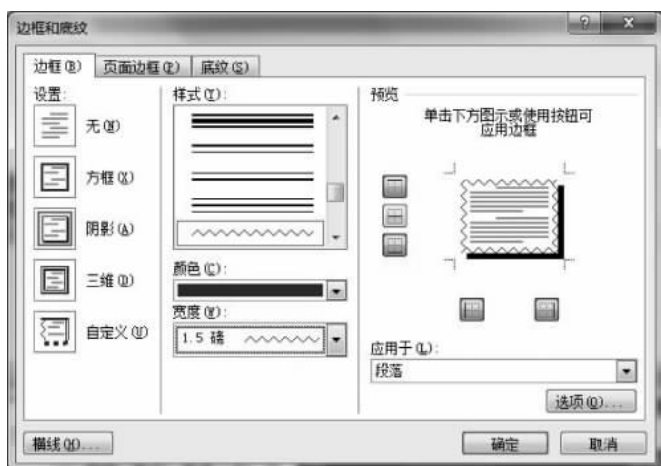 边框和底纹
边框(B) 页面边框(P) 底纹(S)
设置:
无(N)
方框(X)
阴影(A)
三维(D)
自定义(U)
样式(Y):
颜色(C):
宽度(W):
1.5 磅
预览
单击下方图示或使用按钮可
应用边框
应用于(L):
段落
选项(O)...
横线(H)...
确定
取消